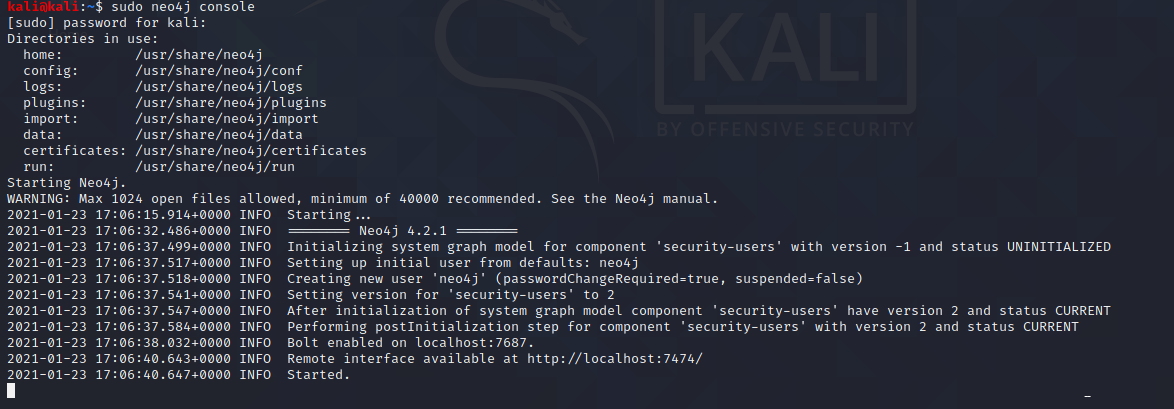 kali@kali:~$ sudo neo4j console
[sudo] password for kali:
Directories in use:
  home:         /usr/share/neo4j
  config:       /usr/share/neo4j/conf
  logs:         /usr/share/neo4j/logs
  plugins:      /usr/share/neo4j/plugins
  import:       /usr/share/neo4j/import
  data:         /usr/share/neo4j/data
  certificates: /usr/share/neo4j/certificates
  run:          /usr/share/neo4j/run
Starting Neo4j.
WARNING: Max 1024 open files allowed, minimum of 40000 recommended. See the Neo4j manual.
2021-01-23 17:06:15.914+0000 INFO  Starting...
2021-01-23 17:06:32.486+0000 INFO  ======== Neo4j 4.2.1 ========
2021-01-23 17:06:37.499+0000 INFO  Initializing system graph model for component 'security-users' with version -1 and status UNINITIALIZED
2021-01-23 17:06:37.517+0000 INFO  Setting up initial user from defaults: neo4j
2021-01-23 17:06:37.518+0000 INFO  Creating new user 'neo4j' (passwordChangeRequired=true, suspended=false)
2021-01-23 17:06:37.541+0000 INFO  Setting version for 'security-users' to 2
2021-01-23 17:06:37.547+0000 INFO  After initialization of system graph model component 'security-users' have version 2 and status CURRENT
2021-01-23 17:06:37.584+0000 INFO  Performing postInitialization step for component 'security-users' with version 2 and status CURRENT
2021-01-23 17:06:38.032+0000 INFO  Bolt enabled on localhost:7687.
2021-01-23 17:06:40.643+0000 INFO  Remote interface available at http://localhost:7474/
2021-01-23 17:06:40.647+0000 INFO  Started.
KALI
BY OFFENSIVE SECURITY